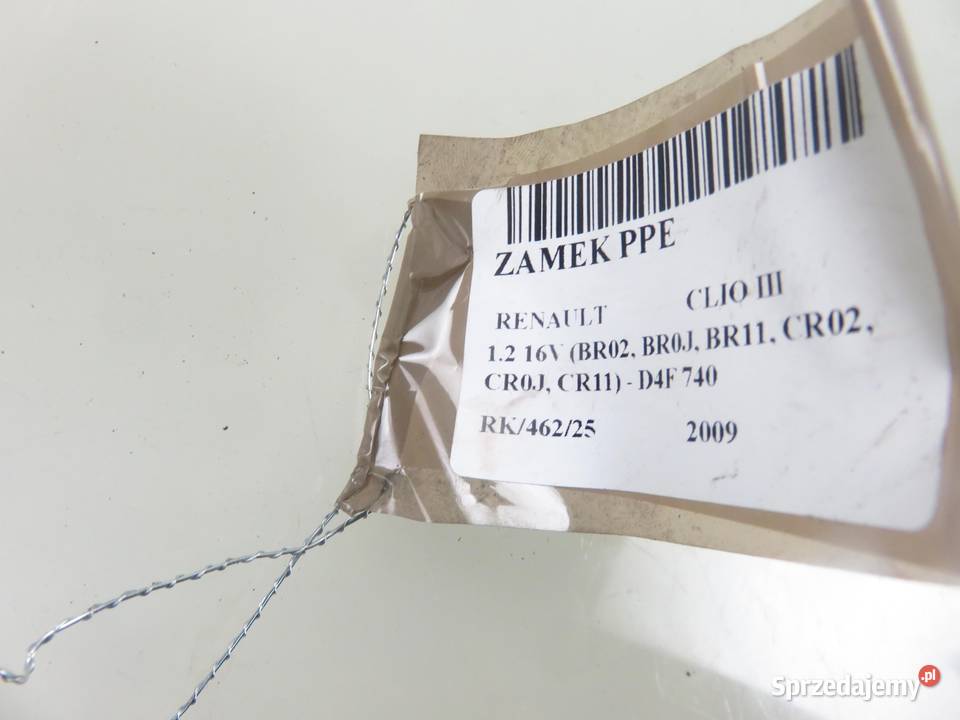 ZAMEK PPE
RENAULT CLIO III
1.2 16V (BR02, BR0J, BR11, CR02,
CR0J, CR11) - D4F 740
RK/462/25 2009
Sprzedajemy.pl